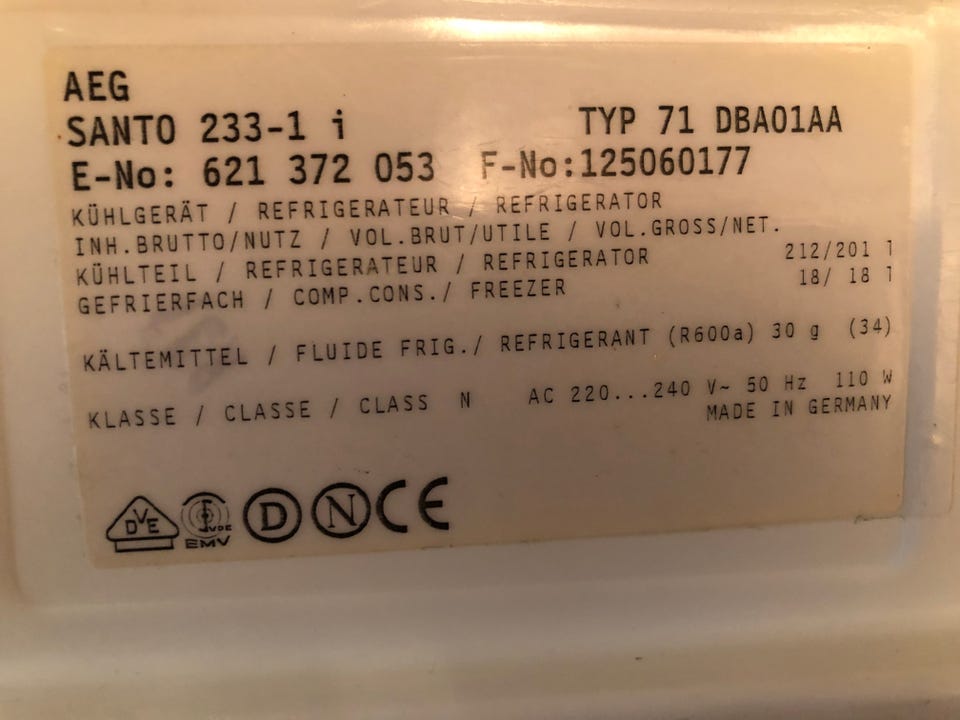 AEG
SANTO 233-1 i TYP 71 DBA01AA
E-No: 621 372 053 F-No:125060177
KÜHLGERÄT / REFRIGERATEUR / REFRIGERATOR
INH.BRUTTO/NUTZ / VOL.BRUT/UTILE / VOL.GROSS/NET.
KÜHLTEIL / REFRIGERATEUR / REFRIGERATOR 212/201 l
GEFRIERFACH / COMP.CONS./ FREEZER 18/ 18 l
KÄLTEMITTEL / FLUIDE FRIG./ REFRIGERANT (R600a) 30 g (34)
KLASSE / CLASSE / CLASS N AC 220...240 V~ 50 Hz 110 W
MADE IN GERMANY
DVE VDE EMV D N CE